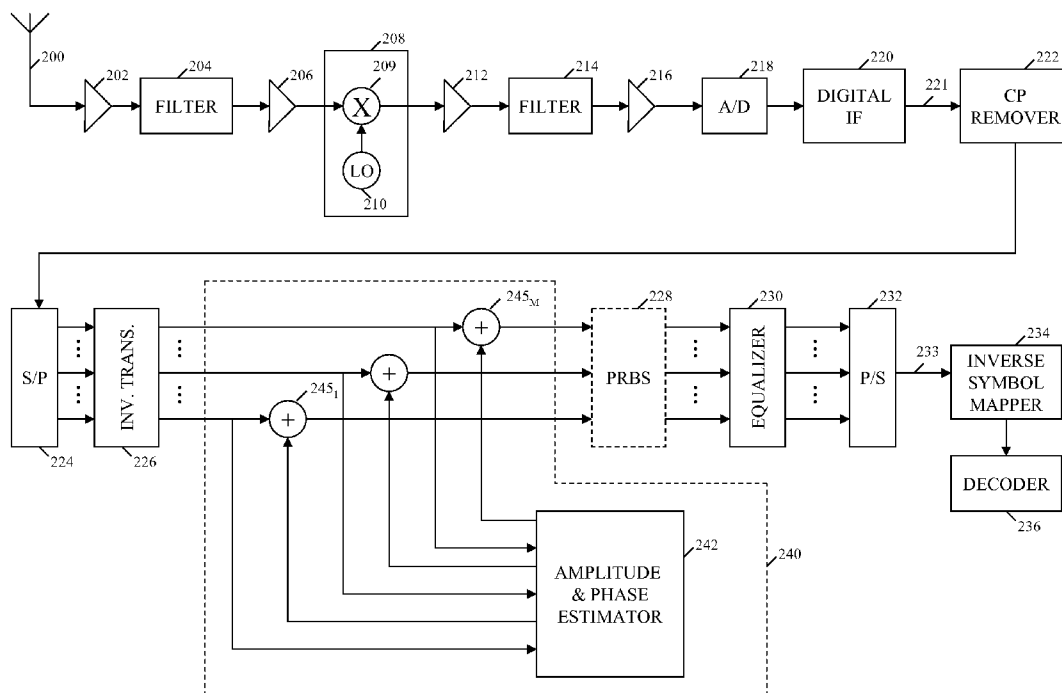 200
202
204
FILTER
206
208
209
X
LO
210
212
214
FILTER
216
218
A/D
220
DIGITAL
IF
221
222
CP
REMOVER
S/P
224
INV. TRANS.
226
245M
2451
+
+
+
228
PRBS
230
EQUALIZER
232
P/S
233
234
INVERSE
SYMBOL
MAPPER
DECODER
236
242
AMPLITUDE
& PHASE
ESTIMATOR
240